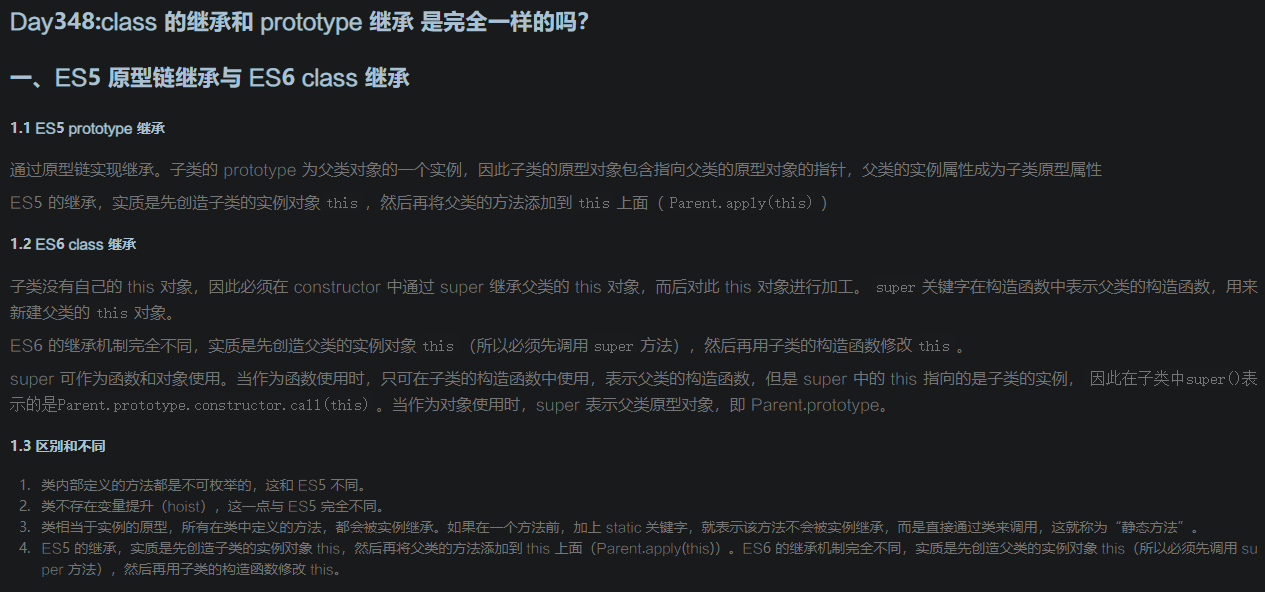 Day348:class 的继承和 prototype 继承 是完全一样的吗?
一、ES5 原型链继承与 ES6 class 继承
1.1 ES5 prototype 继承
通过原型链实现继承。子类的 prototype 为父类对象的一个实例，因此子类的原型对象包含指向父类的原型对象的指针，父类的实例属性成为子类原型属性
ES5 的继承，实质是先创造子类的实例对象 this ，然后再将父类的方法添加到 this 上面（ Parent.apply(this) ）
1.2 ES6 class 继承
子类没有自己的 this 对象，因此必须在 constructor 中通过 super 继承父类的 this 对象，而后对此 this 对象进行加工。 super 关键字在构造函数中表示父类的构造函数，用来
新建父类的 this 对象。
ES6 的继承机制完全不同，实质是先创造父类的实例对象 this （所以必须先调用 super 方法），然后再用子类的构造函数修改 this 。
super 可作为函数和对象使用。当作为函数使用时，只可在子类的构造函数中使用，表示父类的构造函数，但是 super 中的 this 指向的是子类的实例， 因此在子类中super()表
示的是Parent.prototype.constructor.call(this) 。当作为对象使用时，super 表示父类原型对象，即 Parent.prototype。
1.3 区别和不同
1. 类内部定义的方法都是不可枚举的，这和 ES5 不同。
2. 类不存在变量提升（hoist），这一点与 ES5 完全不同。
3. 类相当于实例的原型，所有在类中定义的方法，都会被实例继承。如果在一个方法前，加上 static 关键字，就表示该方法不会被实例继承，而是直接通过类来调用，这就称为“静态方法”。
4. ES5 的继承，实质是先创造子类的实例对象 this，然后再将父类的方法添加到 this 上面（Parent.apply(this)）。ES6 的继承机制完全不同，实质是先创造父类的实例对象 this（所以必须先调用 su
per 方法），然后再用子类的构造函数修改 this。